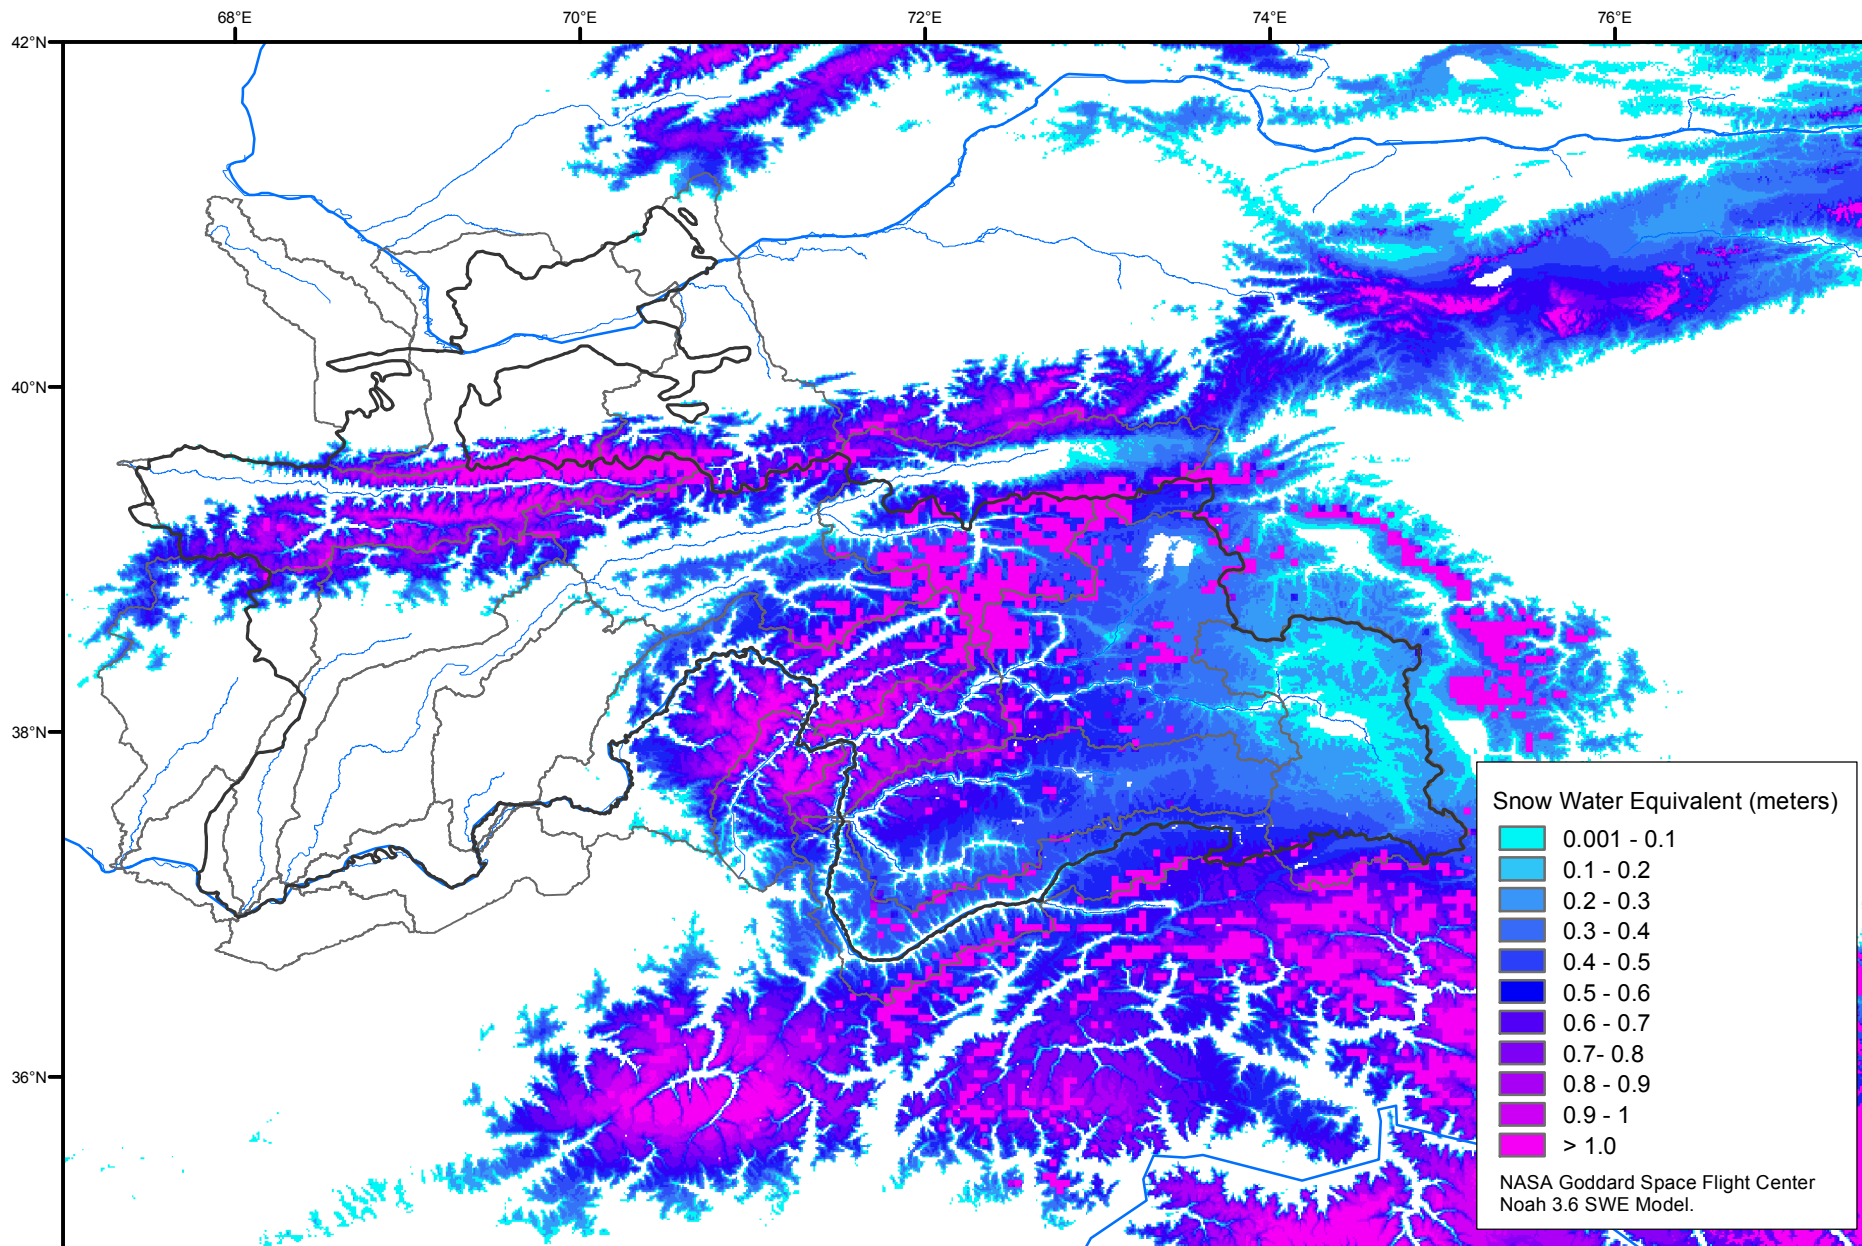 68°E 70°E 72°E 74°E 76°E
42°N
40°N
38°N
36°N
Snow Water Equivalent (meters)
0.001 - 0.1
0.1 - 0.2
0.2 - 0.3
0.3 - 0.4
0.4 - 0.5
0.5 - 0.6
0.6 - 0.7
0.7- 0.8
0.8 - 0.9
0.9 - 1
> 1.0
NASA Goddard Space Flight Center
Noah 3.6 SWE Model.